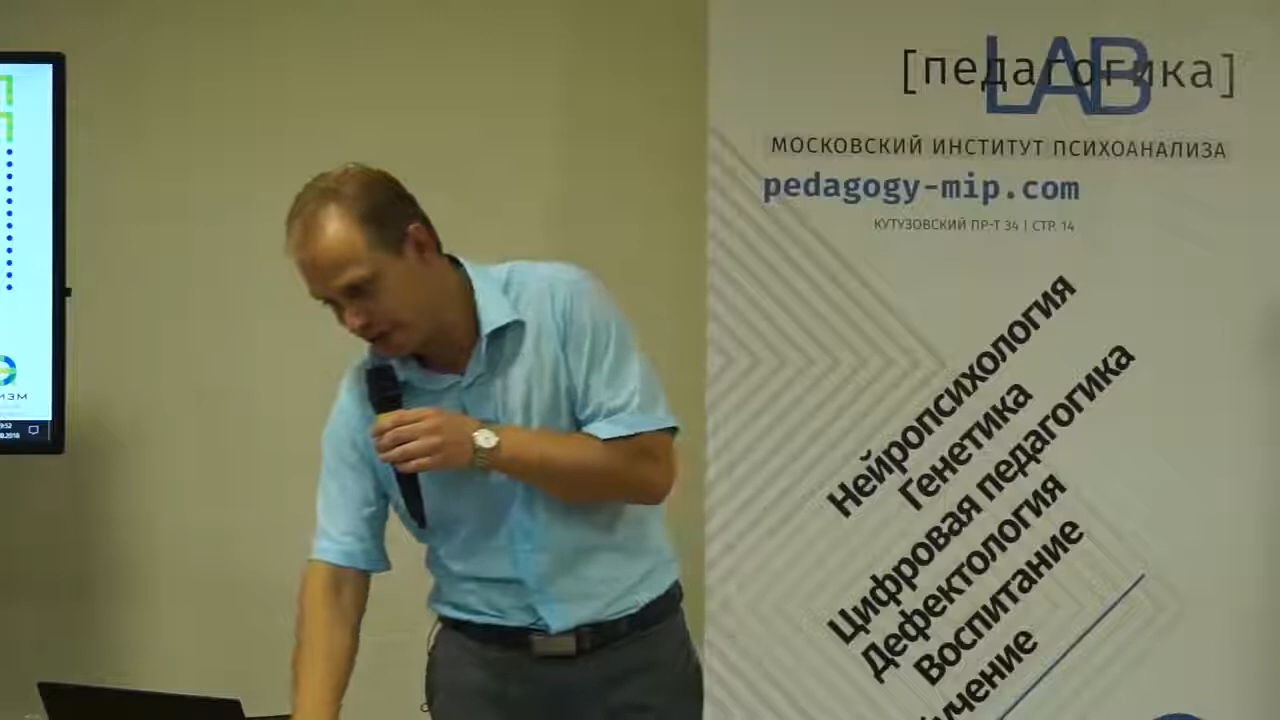 [педагогика]
LAB
МОСКОВСКИЙ ИНСТИТУТ ПСИХОАНАЛИЗА
pedagogy-mip.com
КУТУЗОВСКИЙ ПР-Т 34 | СТР. 14
Нейропсихология
Генетика
Цифровая педагогика
Дефектология
Воспитание